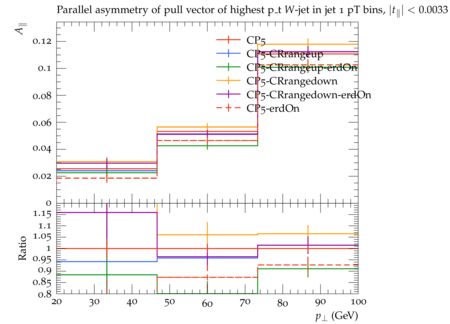 Parallel asymmetry of pull vector of highest p_t W-jet in jet 1 pT bins, |t∥| < 0.0033
A∥
0.12
0.1
0.08
0.06
0.04
0.02
0
CP5
CP5-CRrangeup
CP5-CRrangeup-erdOn
CP5-CRrangedown
CP5-CRrangedown-erdOn
CP5-erdOn
Ratio
1.15
1.1
1.05
1
0.95
0.9
0.85
0.8
20 30 40 50 60 70 80 90 100
p⊥ (GeV)